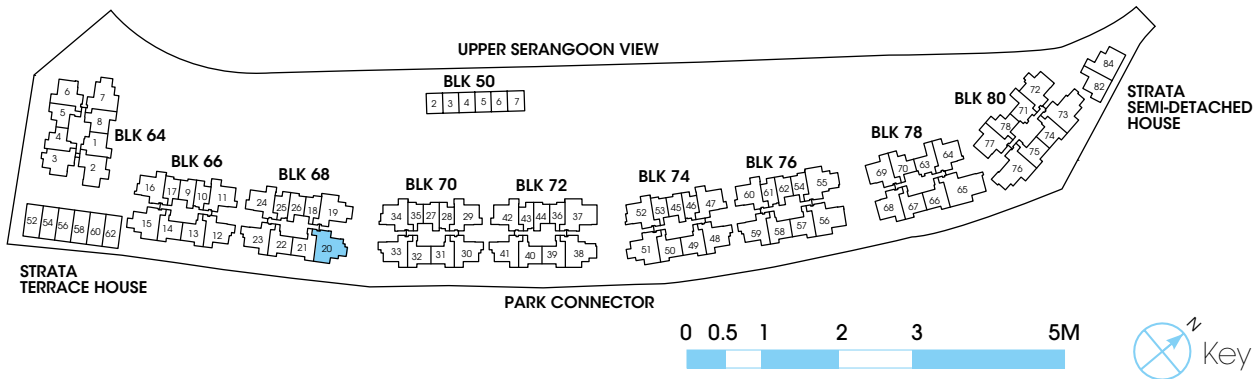 UPPER SERANGOON VIEW
BLK 50
2 3 4 5 6 7
84
82
STRATA
SEMI-DETACHED
HOUSE
6 7
5 8
4 1
3 2
BLK 64
BLK 66
16 17 9 10 11
15 14 13 12
BLK 68
24 25 26 18 19
23 22 21 20
BLK 70
34 35 27 28 29
33 32 31 30
BLK 72
42 43 44 36 37
41 40 39 38
BLK 74
52 53 45 46 47
51 50 49 48
BLK 76
60 61 62 54 55
59 58 57 56
BLK 78
69 70 63 64
68 67 66 65
BLK 80
72
71 73
78 74
77 75
76
52 54 56 58 60 62
STRATA
TERRACE HOUSE
PARK CONNECTOR
0 0.5 1 2 3 5M
N
Key